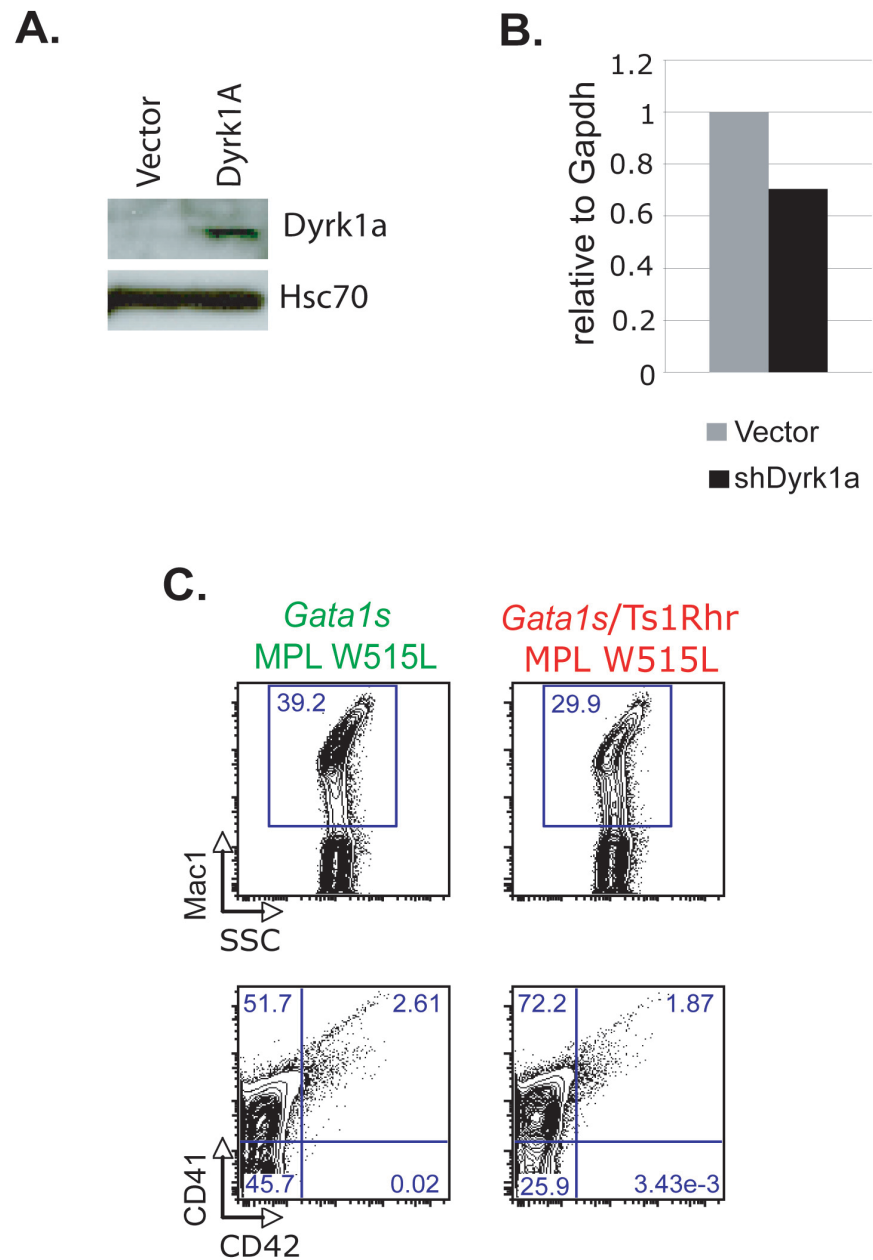 A.
Vector
Dyrk1A
Dyrk1a
Hsc70
B.
relative to Gapdh
1.2
1
0.8
0.6
0.4
0.2
0
Vector
shDyrk1a
C.
Gata1s
MPL W515L
Gata1s/Ts1Rhr
MPL W515L
39.2
29.9
Mac1
SSC
51.7
2.61
45.7
0.02
72.2
1.87
25.9
3.43e-3
CD41
CD42